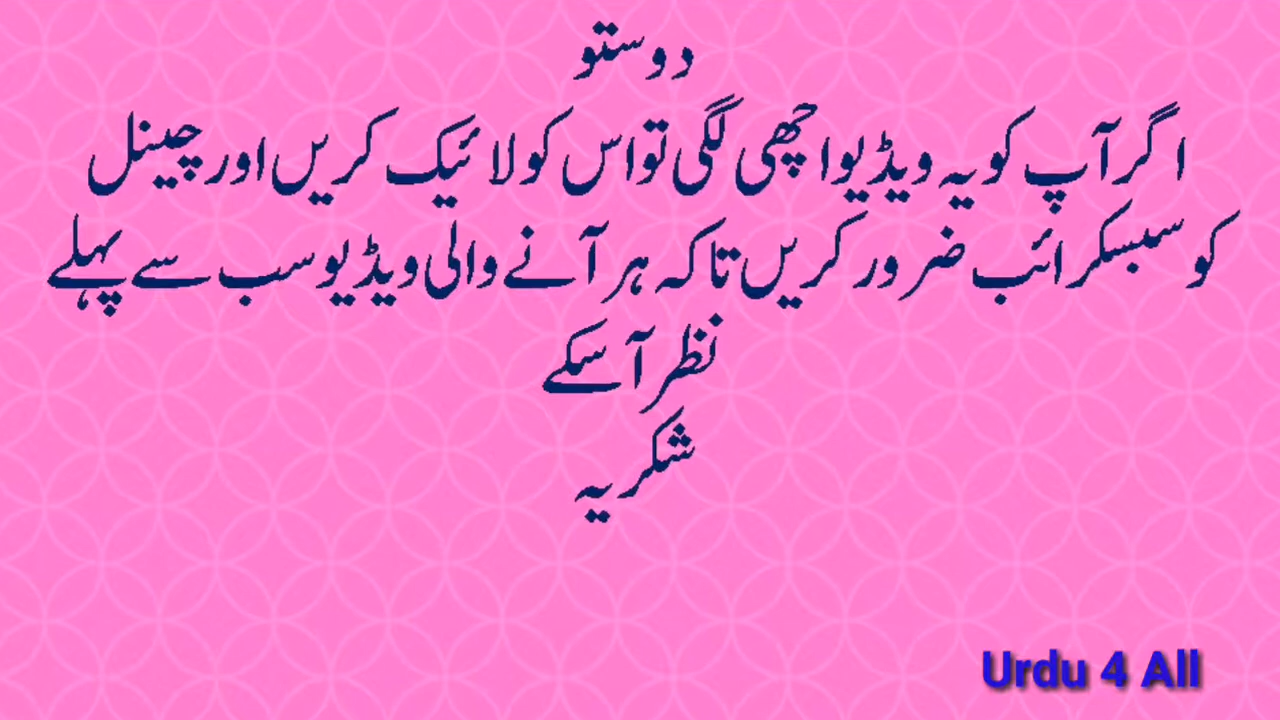 دوستو
اگر آپ کو یہ ویڈیو اچھی لگی تو اس کو لائیک کریں اور چینل
کو سبسکرائب ضرور کریں تاکہ ہر آنے والی ویڈیو سب سے پہلے
نظر آسکے
شکریہ
Urdu 4 All